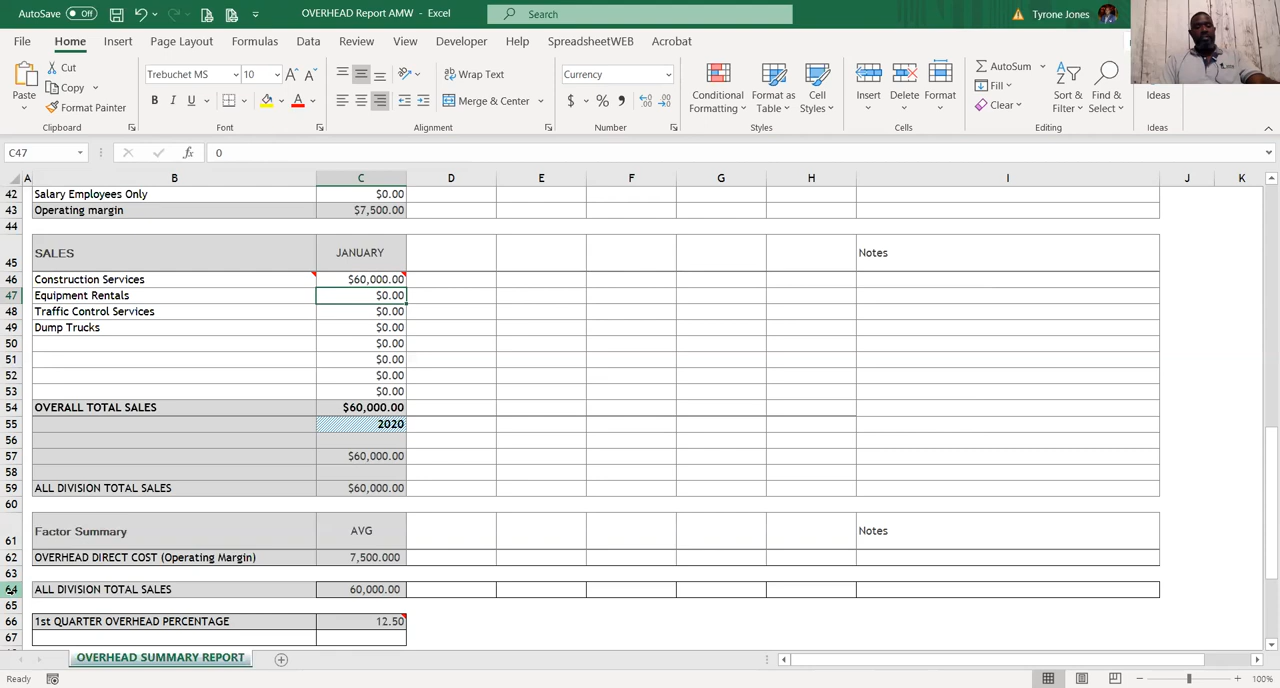 AutoSave Off OVERHEAD Report AMW - Excel Search Tyrone Jones
File Home Insert Page Layout Formulas Data Review View Developer Help SpreadsheetWEB Acrobat
Paste Cut Copy Format Painter
Clipboard
Trebuchet MS 10 A A
B I U A
Font
Wrap Text
Merge & Center
Alignment
Currency
$ % 9
Number
Conditional Formatting Format as Table Cell Styles
Styles
Insert Delete Format
Cells
AutoSum
Fill
Clear
Sort & Filter Find & Select
Editing
Ideas
Ideas
C47 fx 0
A B C D E F G H I J K
42 Salary Employees Only $0.00
43 Operating margin $7,500.00
44
45 SALES JANUARY Notes
46 Construction Services $60,000.00
47 Equipment Rentals $0.00
48 Traffic Control Services $0.00
49 Dump Trucks $0.00
50 $0.00
51 $0.00
52 $0.00
53 $0.00
54 OVERALL TOTAL SALES $60,000.00
55 2020
56
57 $60,000.00
58
59 ALL DIVISION TOTAL SALES $60,000.00
60
61 Factor Summary AVG Notes
62 OVERHEAD DIRECT COST (Operating Margin) 7,500.000
63
64 ALL DIVISION TOTAL SALES 60,000.00
65
66 1st QUARTER OVERHEAD PERCENTAGE 12.50
67
OVERHEAD SUMMARY REPORT
Ready 100%